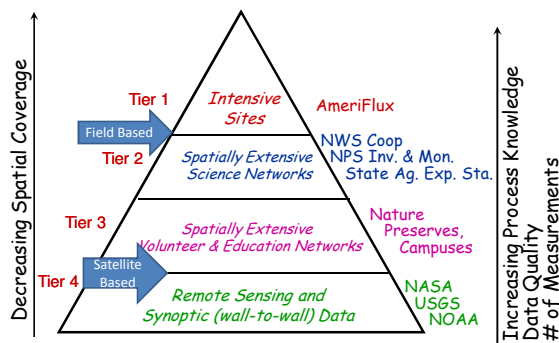 Decreasing Spatial Coverage
Tier 1
Intensive
Sites
AmeriFlux
Field Based
Tier 2
Spatially Extensive
Science Networks
NWS Coop
NPS Inv. & Mon.
State Ag. Exp. Sta.
Tier 3
Spatially Extensive
Volunteer & Education Networks
Nature
Preserves,
Campuses
Satellite
Based
Tier 4
Remote Sensing and
Synoptic (wall-to-wall) Data
NASA
USGS
NOAA
Increasing Process Knowledge
Data Quality
# of Measurements